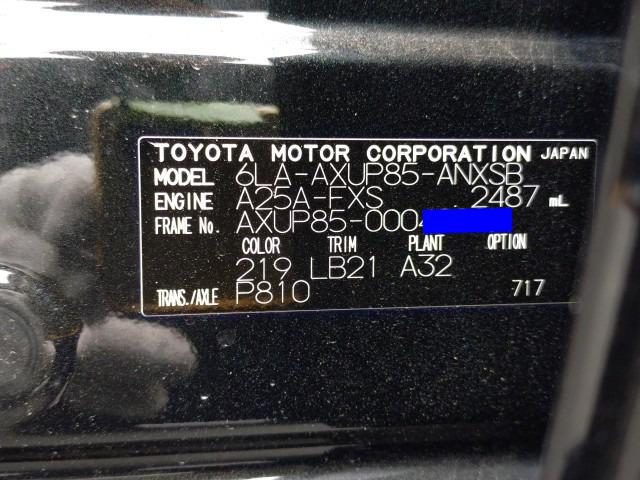 TOYOTA MOTOR CORPORATION JAPAN
MODEL 6LA-AXUP85-ANXSB
ENGINE A25A-FXS 2487 mL
FRAME No. AXUP85-0004
COLOR TRIM PLANT OPTION
219 LB21 A32
TRANS./AXLE P810 717